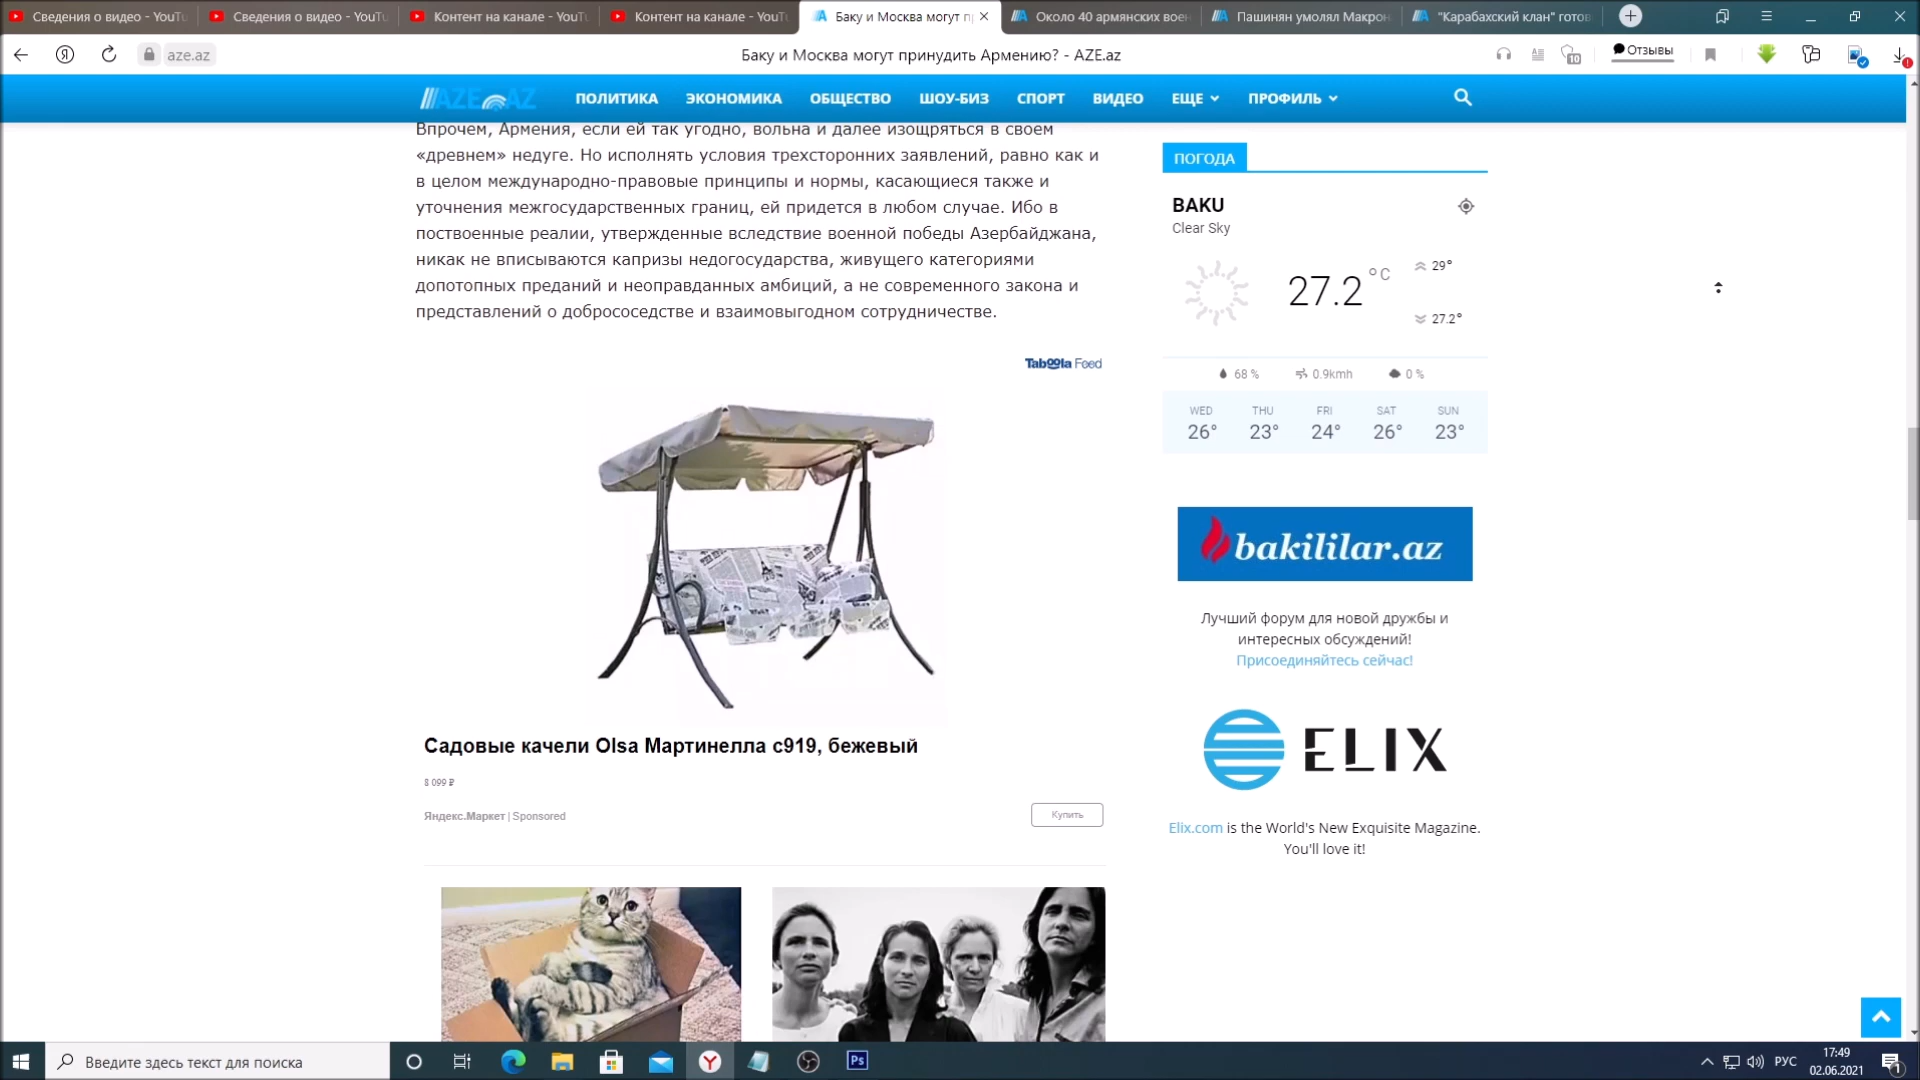 Сведения о видео - YouTu
Сведения о видео - YouTu
Контент на канале - YouTu
Контент на канале - YouTu
Баку и Москва могут п
Около 40 армянских воен
Пашинян умолял Макрон
"Карабахский клан" готов
aze.az
Баку и Москва могут принудить Армению? - AZE.az
10
Отзывы
AZE AZ
ПОЛИТИКА
ЭКОНОМИКА
ОБЩЕСТВО
ШОУ-БИЗ
СПОРТ
ВИДЕО
ЕЩЕ
ПРОФИЛЬ
Впрочем, Армения, если ей так угодно, вольна и далее изощряться в своем
«древнем» недуге. Но исполнять условия трехсторонних заявлений, равно как и
в целом международно-правовые принципы и нормы, касающиеся также и
уточнения межгосударственных границ, ей придется в любом случае. Ибо в
поствоенные реалии, утвержденные вследствие военной победы Азербайджана,
никак не вписываются капризы недогосударства, живущего категориями
допотопных преданий и неоправданных амбиций, а не современного закона и
представлений о добрососедстве и взаимовыгодном сотрудничестве.
Taboola Feed
Садовые качели Olsa Мартинелла с919, бежевый
8 099 ₽
Яндекс.Маркет | Sponsored
Купить
ПОГОДА
BAKU
Clear Sky
27.2 °C
29°
27.2°
68 %
0.9kmh
0 %
WED THU FRI SAT SUN
26° 23° 24° 26° 23°
bakililar.az
Лучший форум для новой дружбы и
интересных обсуждений!
Присоединяйтесь сейчас!
ELIX
Elix.com is the World's New Exquisite Magazine.
You'll love it!
Введите здесь текст для поиска
Ps
РУС
17:49
02.06.2021
1